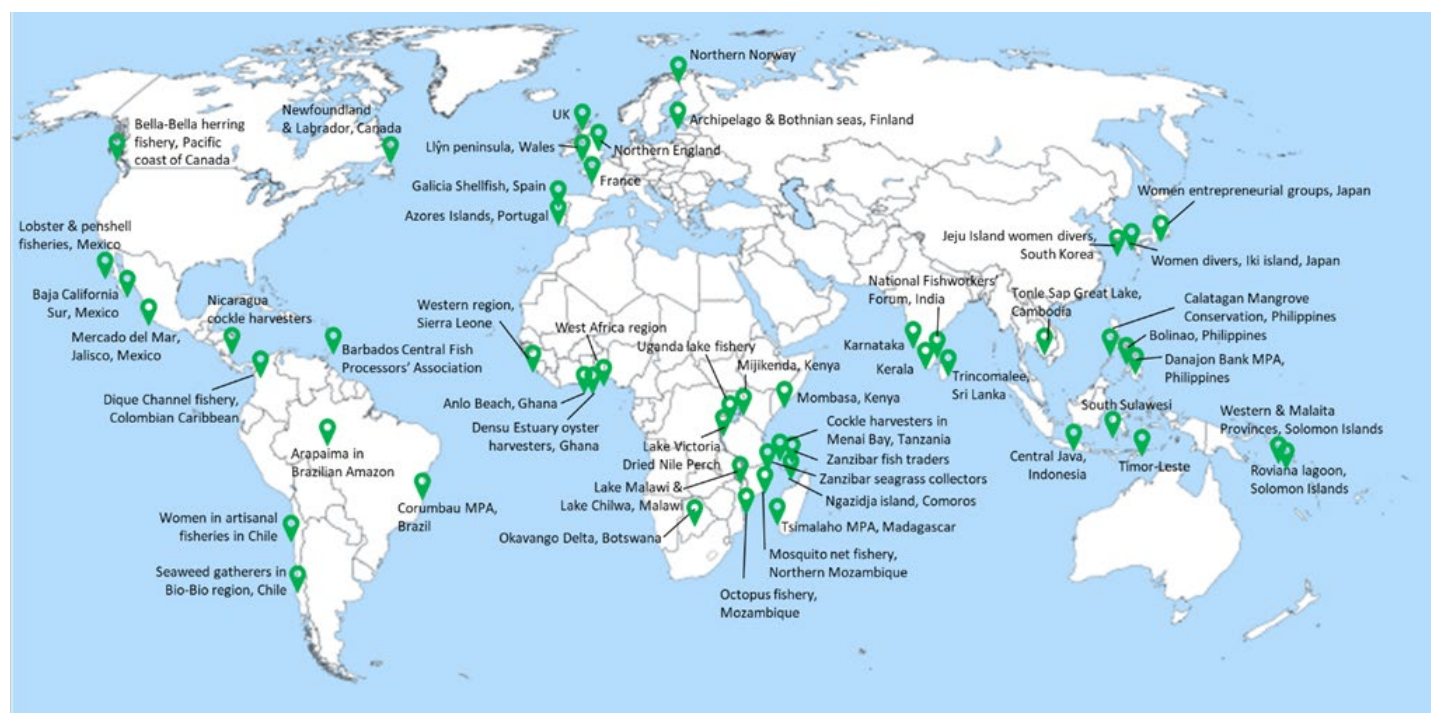 Northern Norway
UK
Archipelago & Bothnian seas, Finland
Newfoundland
& Labrador, Canada
Bella-Bella herring
fishery, Pacific
coast of Canada
Llŷn peninsula, Wales
Northern England
France
Galicia Shellfish, Spain
Azores Islands, Portugal
Women entrepreneurial groups, Japan
Lobster & penshell
fisheries, Mexico
Jeju Island women divers,
South Korea
Women divers, Iki island, Japan
Baja California
Sur, Mexico
Nicaragua
cockle harvesters
Mercado del Mar,
Jalisco, Mexico
Barbados Central Fish
Processors' Association
Dique Channel fishery,
Colombian Caribbean
Western region,
Sierra Leone
West Africa region
Uganda lake fishery
Mijikenda, Kenya
Mombasa, Kenya
Anlo Beach, Ghana
Densu Estuary oyster
harvesters, Ghana
National Fishworkers'
Forum, India
Tonle Sap Great Lake,
Cambodia
Calatagan Mangrove
Conservation, Philippines
Bolinao, Philippines
Danajon Bank MPA,
Philippines
Karnataka
Kerala
Trincomalee,
Sri Lanka
South Sulawesi
Western & Malaita
Provinces, Solomon Islands
Central Java,
Indonesia
Timor-Leste
Roviana lagoon,
Solomon Islands
Arapaima in
Brazilian Amazon
Corumbau MPA,
Brazil
Women in artisanal
fisheries in Chile
Seaweed gatherers in
Bio-Bio region, Chile
Lake Victoria
Dried Nile Perch
Lake Malawi &
Lake Chilwa, Malawi
Okavango Delta, Botswana
Cockle harvesters in
Menai Bay, Tanzania
Zanzibar fish traders
Zanzibar seagrass collectors
Ngazidja island, Comoros
Tsimalaho MPA, Madagascar
Mosquito net fishery,
Northern Mozambique
Octopus fishery,
Mozambique